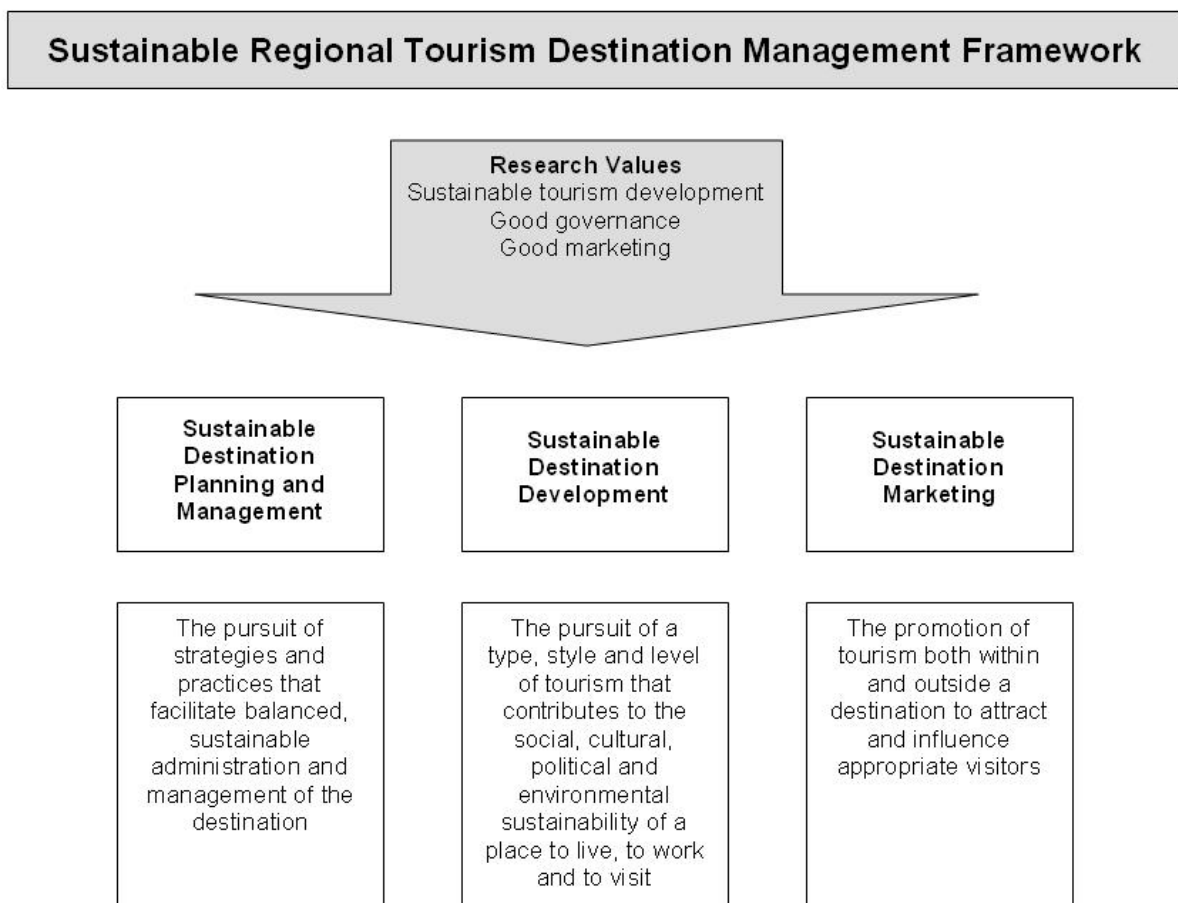 Sustainable Regional Tourism Destination Management Framework
Research Values
Sustainable tourism development
Good governance
Good marketing
Sustainable
Destination
Planning and
Management
Sustainable
Destination
Development
Sustainable
Destination
Marketing
The pursuit of
strategies and
practices that
facilitate balanced,
sustainable
administration and
management of the
destination
The pursuit of a
type, style and level
of tourism that
contributes to the
social, cultural,
political and
environmental
sustainability of a
place to live, to work
and to visit
The promotion of
tourism both within
and outside a
destination to attract
and influence
appropriate visitors